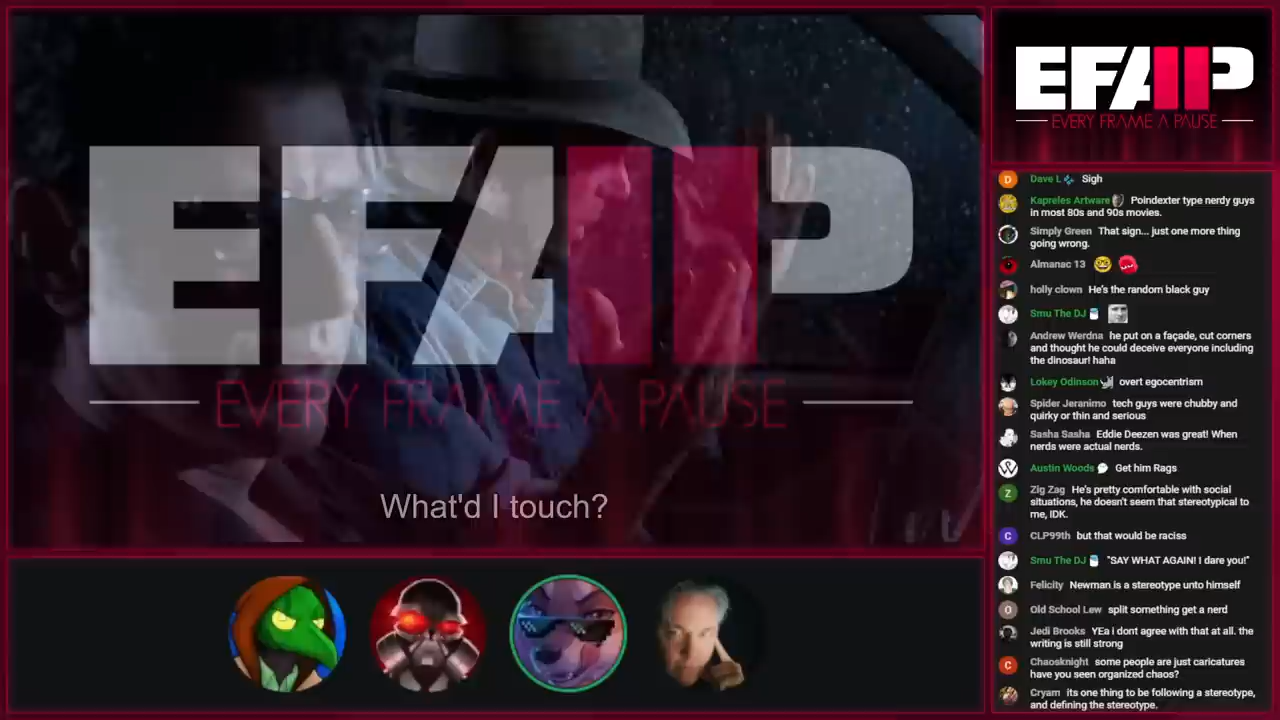 EFAP
EVERY FRAME A PAUSE
What'd I touch?
EFAP
EVERY FRAME A PAUSE
D
Dave L Sigh
Kapreles Artware Poindexter type nerdy guys
in most 80s and 90s movies.
Simply Green That sign... just one more thing
going wrong.
Almanac 13
holly clown He's the random black guy
Smu The DJ
Andrew Werdna he put on a façade, cut corners
and thought he could deceive everyone including
the dinosaur! haha
Lokey Odinson overt egocentrism
Spider Jeranimo tech guys were chubby and
quirky or thin and serious
Sasha Sasha Eddie Deezen was great! When
nerds were actual nerds.
Austin Woods Get him Rags
Z
Zig Zag He's pretty comfortable with social
situations, he doesn't seem that stereotypical to
me, IDK.
C
CLP99th but that would be raciss
Smu The DJ "SAY WHAT AGAIN! I dare you!"
Felicity Newman is a stereotype unto himself
O
Old School Lew split something get a nerd
Jedi Brooks YEa i dont agree with that at all. the
writing is still strong
C
Chaosknight some people are just caricatures
have you seen organized chaos?
Cryam its one thing to be following a stereotype,
and defining the stereotype.